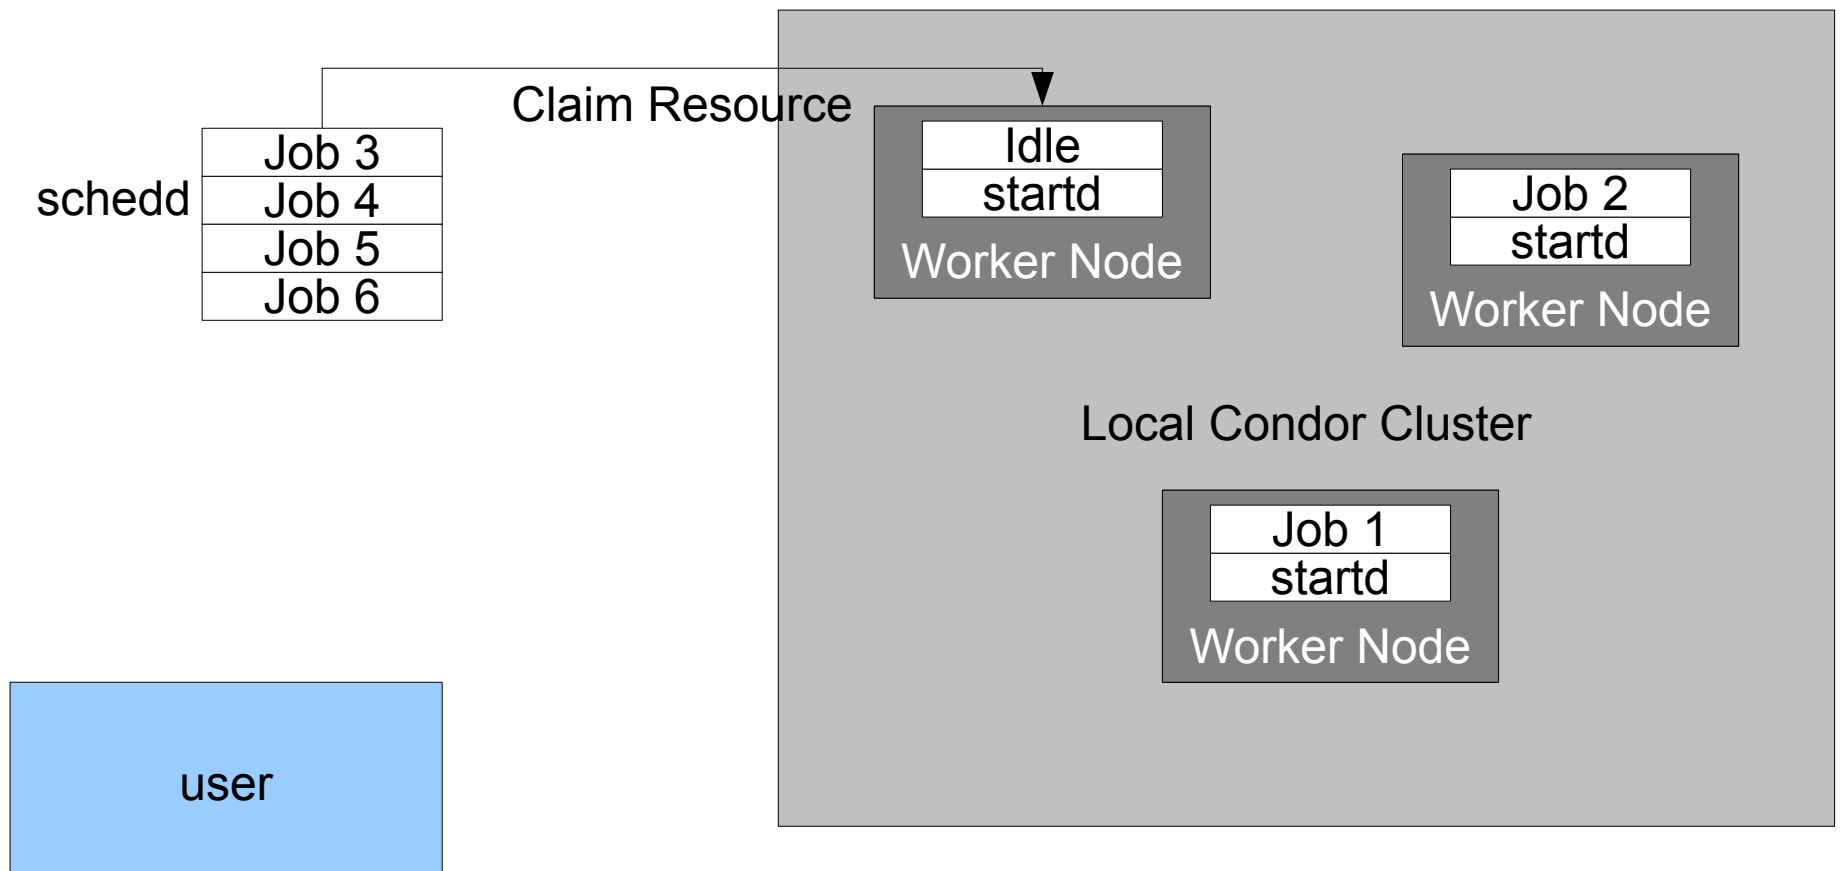 Claim Resource
schedd
Job 3
Job 4
Job 5
Job 6
Idle
startd
Worker Node
Job 2
startd
Worker Node
Local Condor Cluster
Job 1
startd
Worker Node
user